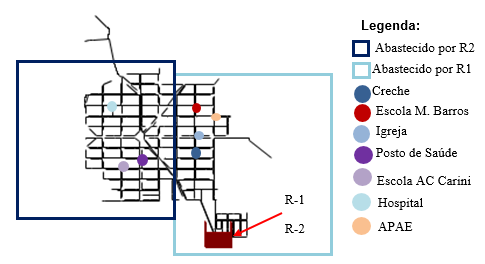 Legenda:
Abastecido por R2
Abastecido por R1
Creche
Escola M. Barros
Igreja
Posto de Saúde
Escola AC Carini
Hospital
APAE
R-1
R-2